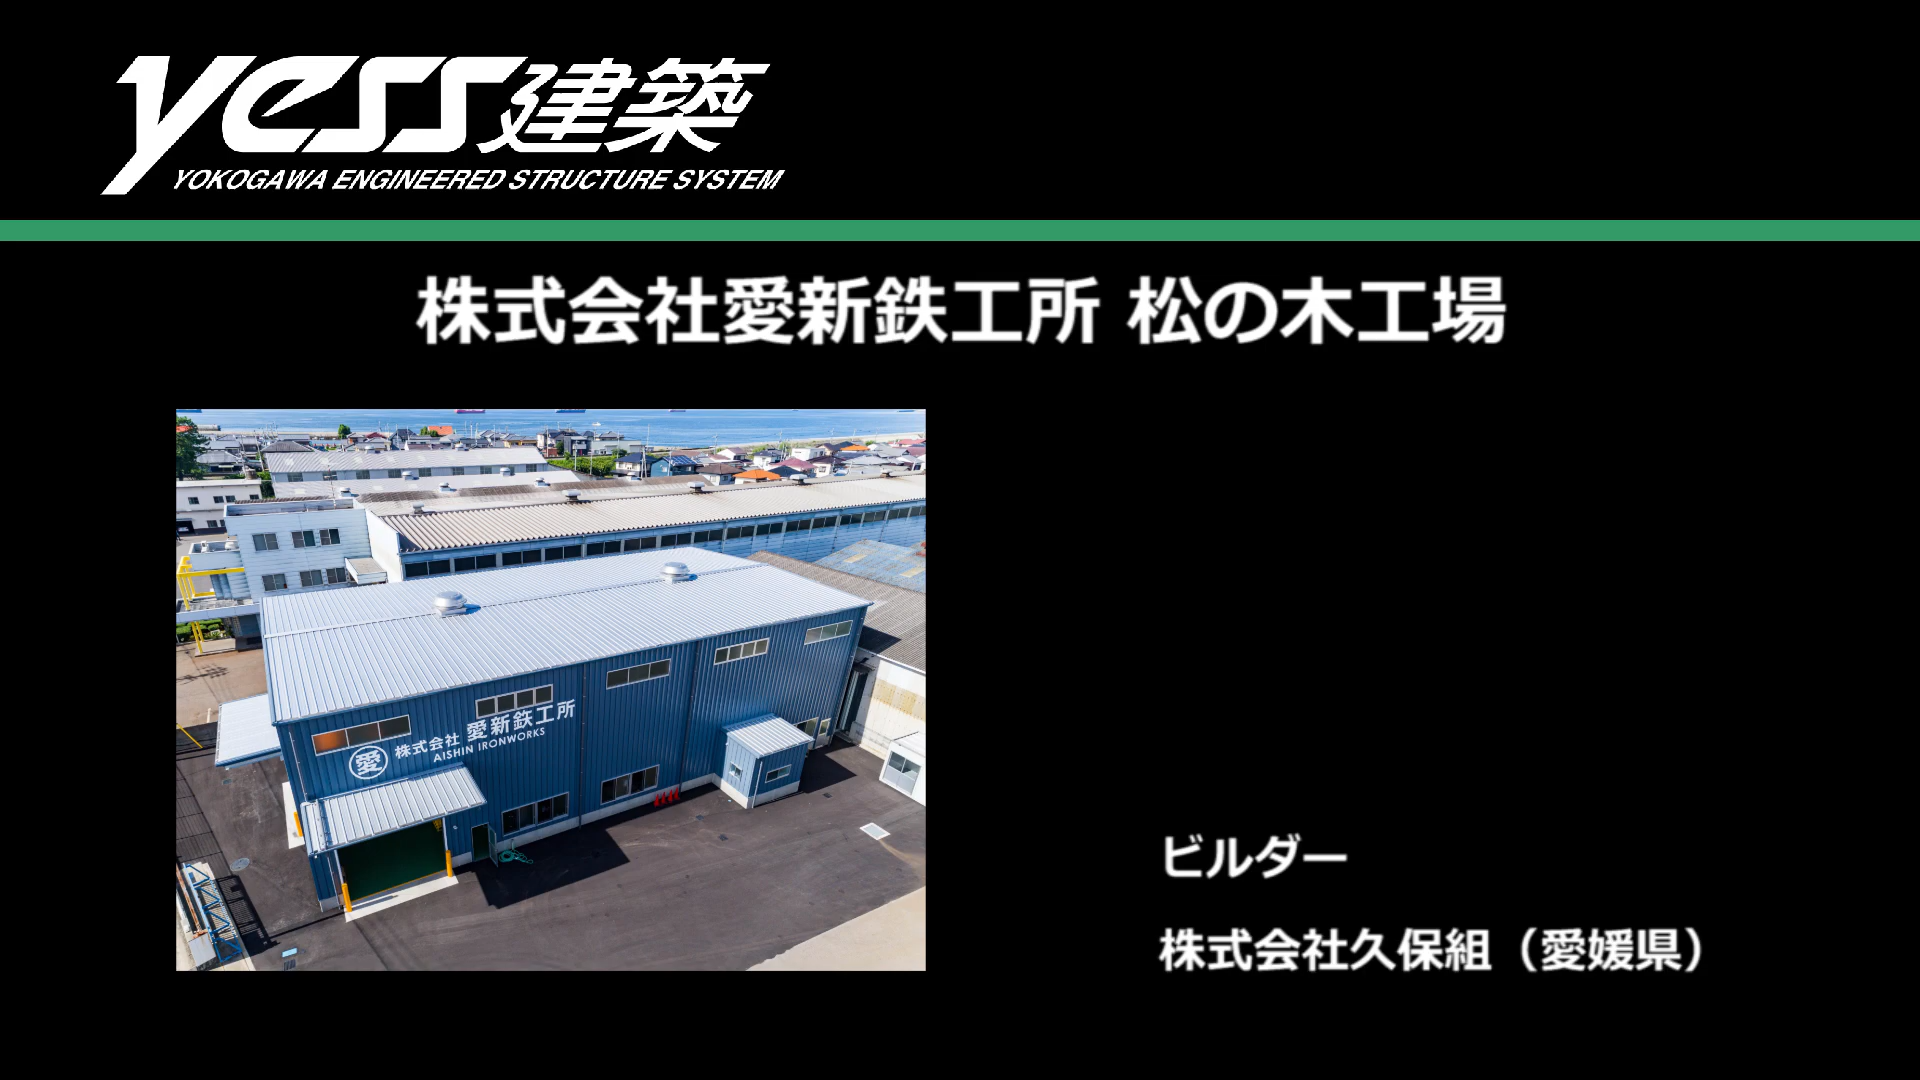 yess建築
YOKOGAWA ENGINEERED STRUCTURE SYSTEM
株式会社愛新鉄工所 松の木工場
愛 株式会社 愛新鉄工所
AISHIN IRONWORKS
ビルダー
株式会社久保組（愛媛県）